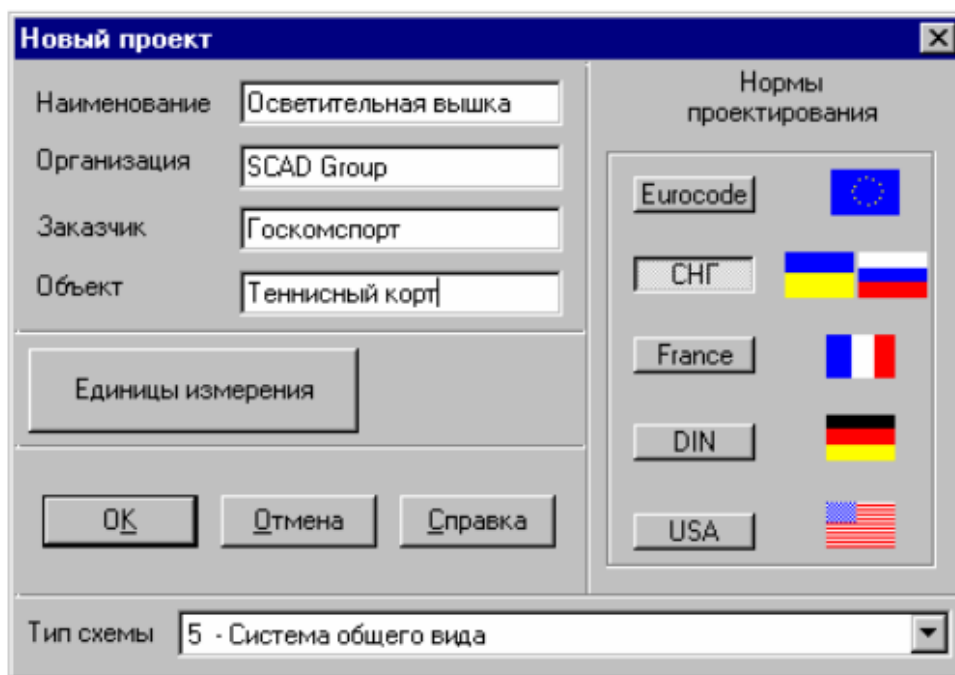 Новый проект
Наименование Осветительная вышка
Организация SCAD Group
Заказчик Госкомспорт
Объект Теннисный корт
Единицы измерения
OK Отмена Справка
Нормы
проектирования
Eurocode
СНГ
France
DIN
USA
Тип схемы 5 - Система общего вида